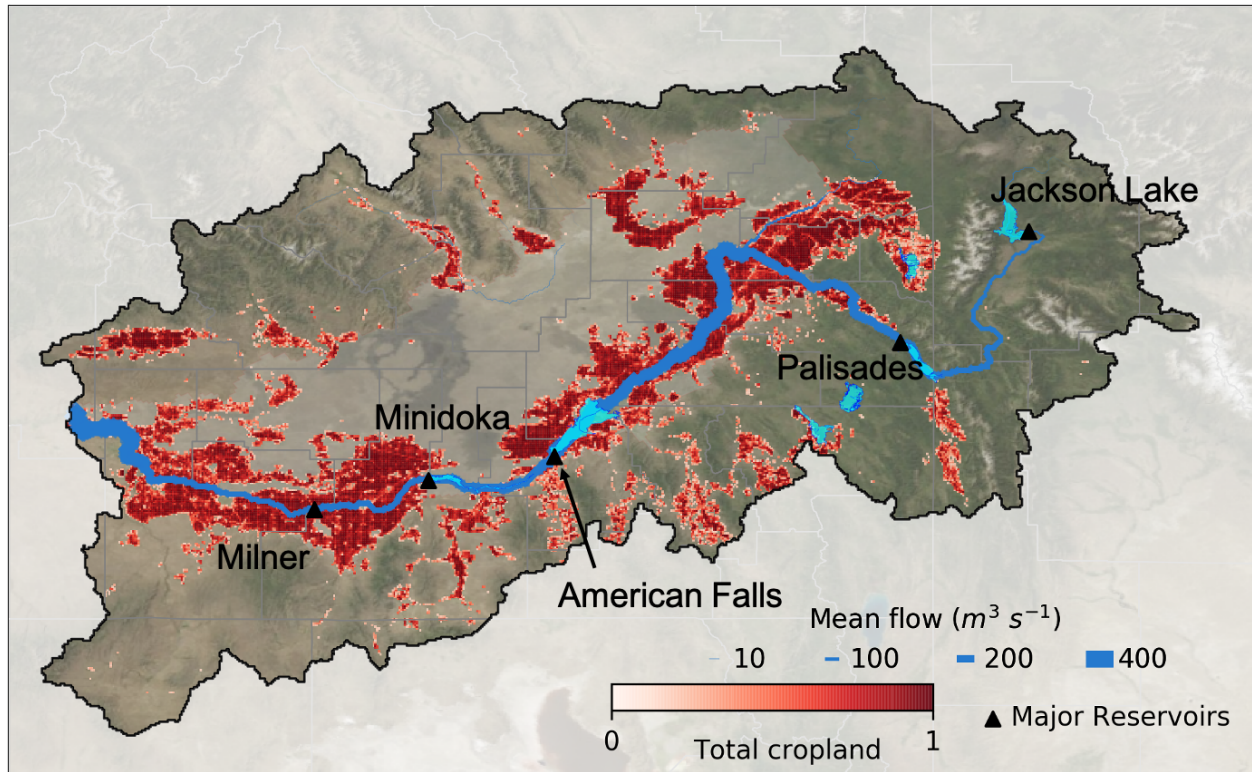 Jackson Lake
Palisades
Minidoka
Milner
American Falls
Mean flow (m³ s⁻¹)
10 100 200 400
0 1
Total cropland
Major Reservoirs